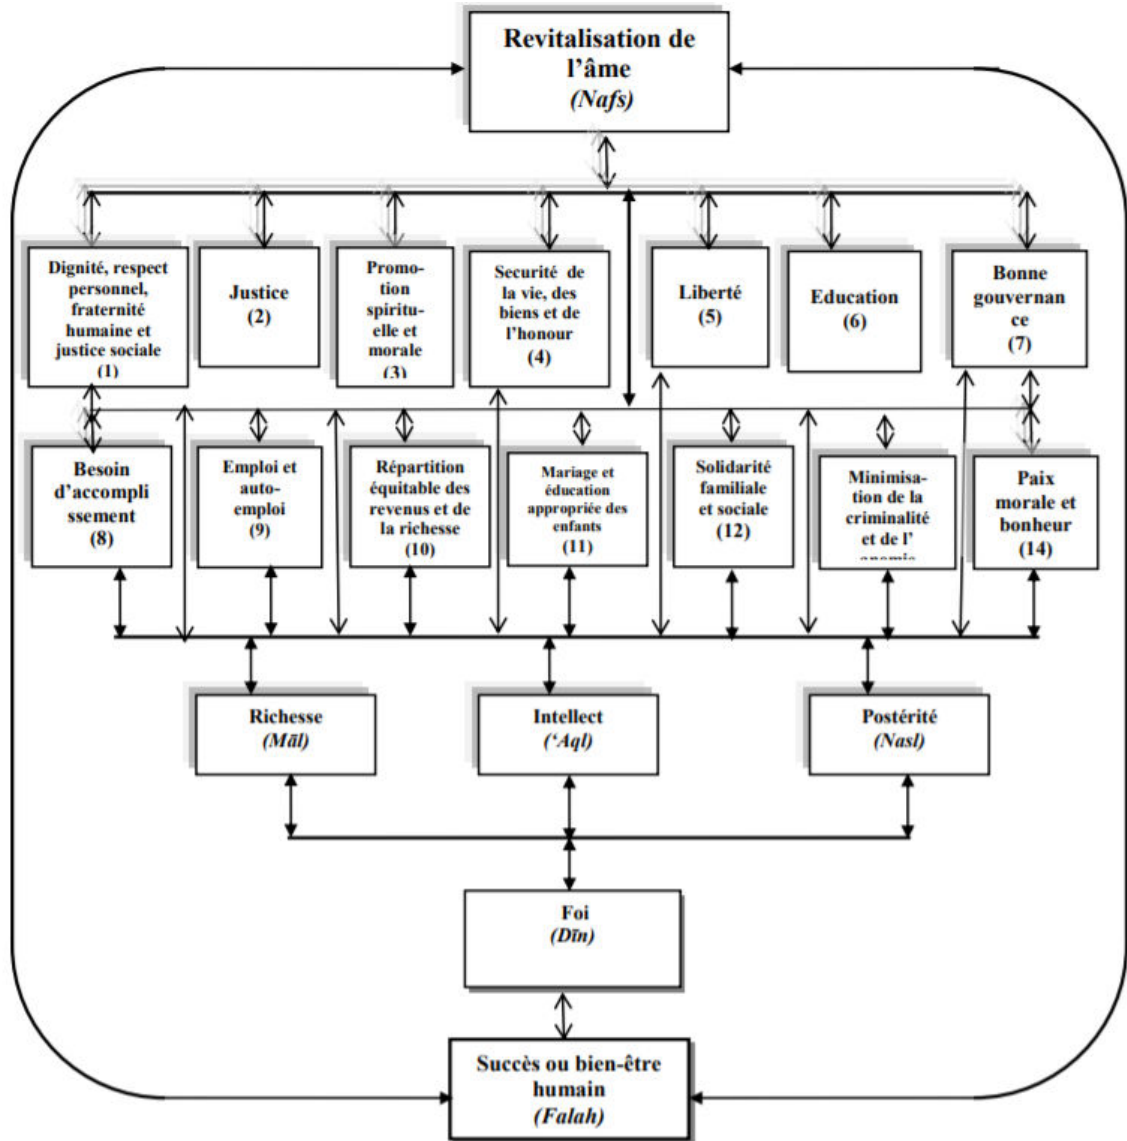 Revitalisation de
l'âme
(Nafs)
Dignité, respect
personnel,
fraternité
humaine et
justice sociale
(1)
Justice
(2)
Promo-
tion
spiritu-
elle et
morale
(3)
Securité de
la vie, des
biens et de
l'honour
(4)
Liberté
(5)
Education
(6)
Bonne
gouvernan
ce
(7)
Besoin
d'accompli
ssement
(8)
Emploi et
auto-
emploi
(9)
Répartition
équitable des
revenus et de
la richesse
(10)
Mariage et
éducation
appropriée des
enfants
(11)
Solidarité
familiale
et sociale
(12)
Minimisa-
tion de la
criminalité
et de l'
Paix
morale et
bonheur
(14)
Richesse
(Māl)
Intellect
(‘Aql)
Postérité
(Nasl)
Foi
(Dīn)
Succès ou bien-être
humain
(Falah)